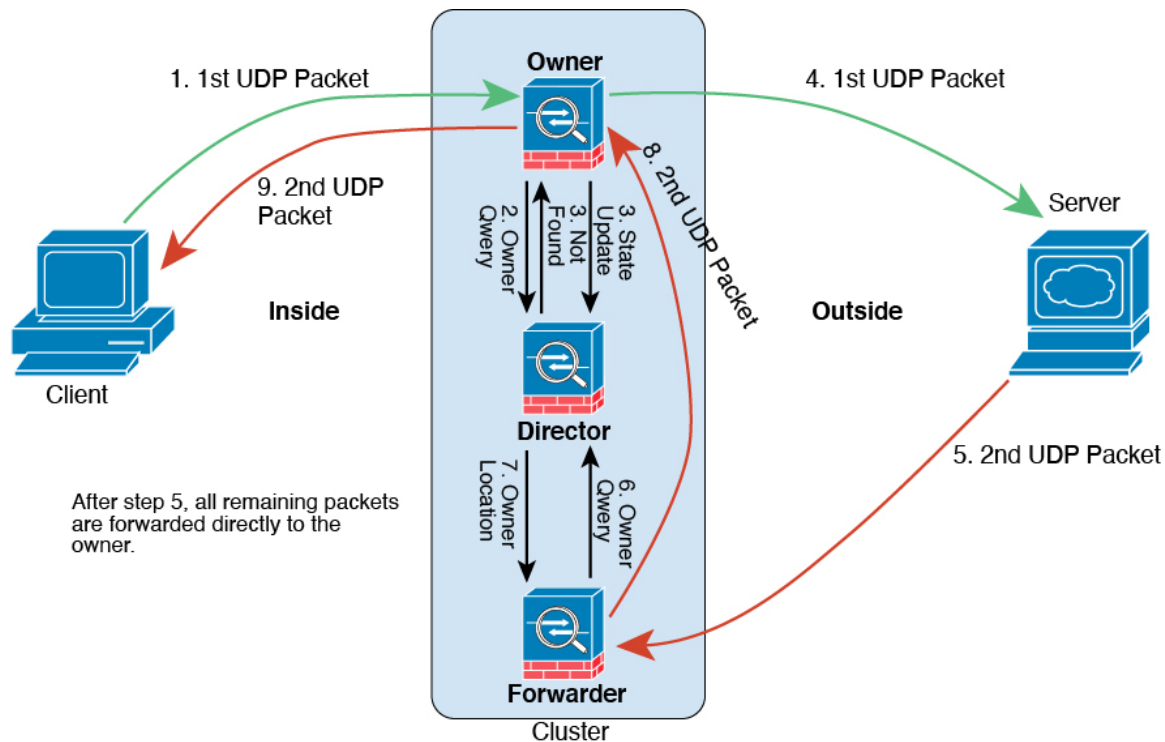 Owner
1. 1st UDP Packet
4. 1st UDP Packet
9. 2nd UDP
Packet
2. Owner
Qwery
3. Not
Found
3. State
Update
8. 2nd UDP Packet
Server
Inside
Outside
Client
Director
5. 2nd UDP Packet
7. Owner
Location
6. Owner
Qwery
After step 5, all remaining packets
are forwarded directly to the
owner.
Forwarder
Cluster